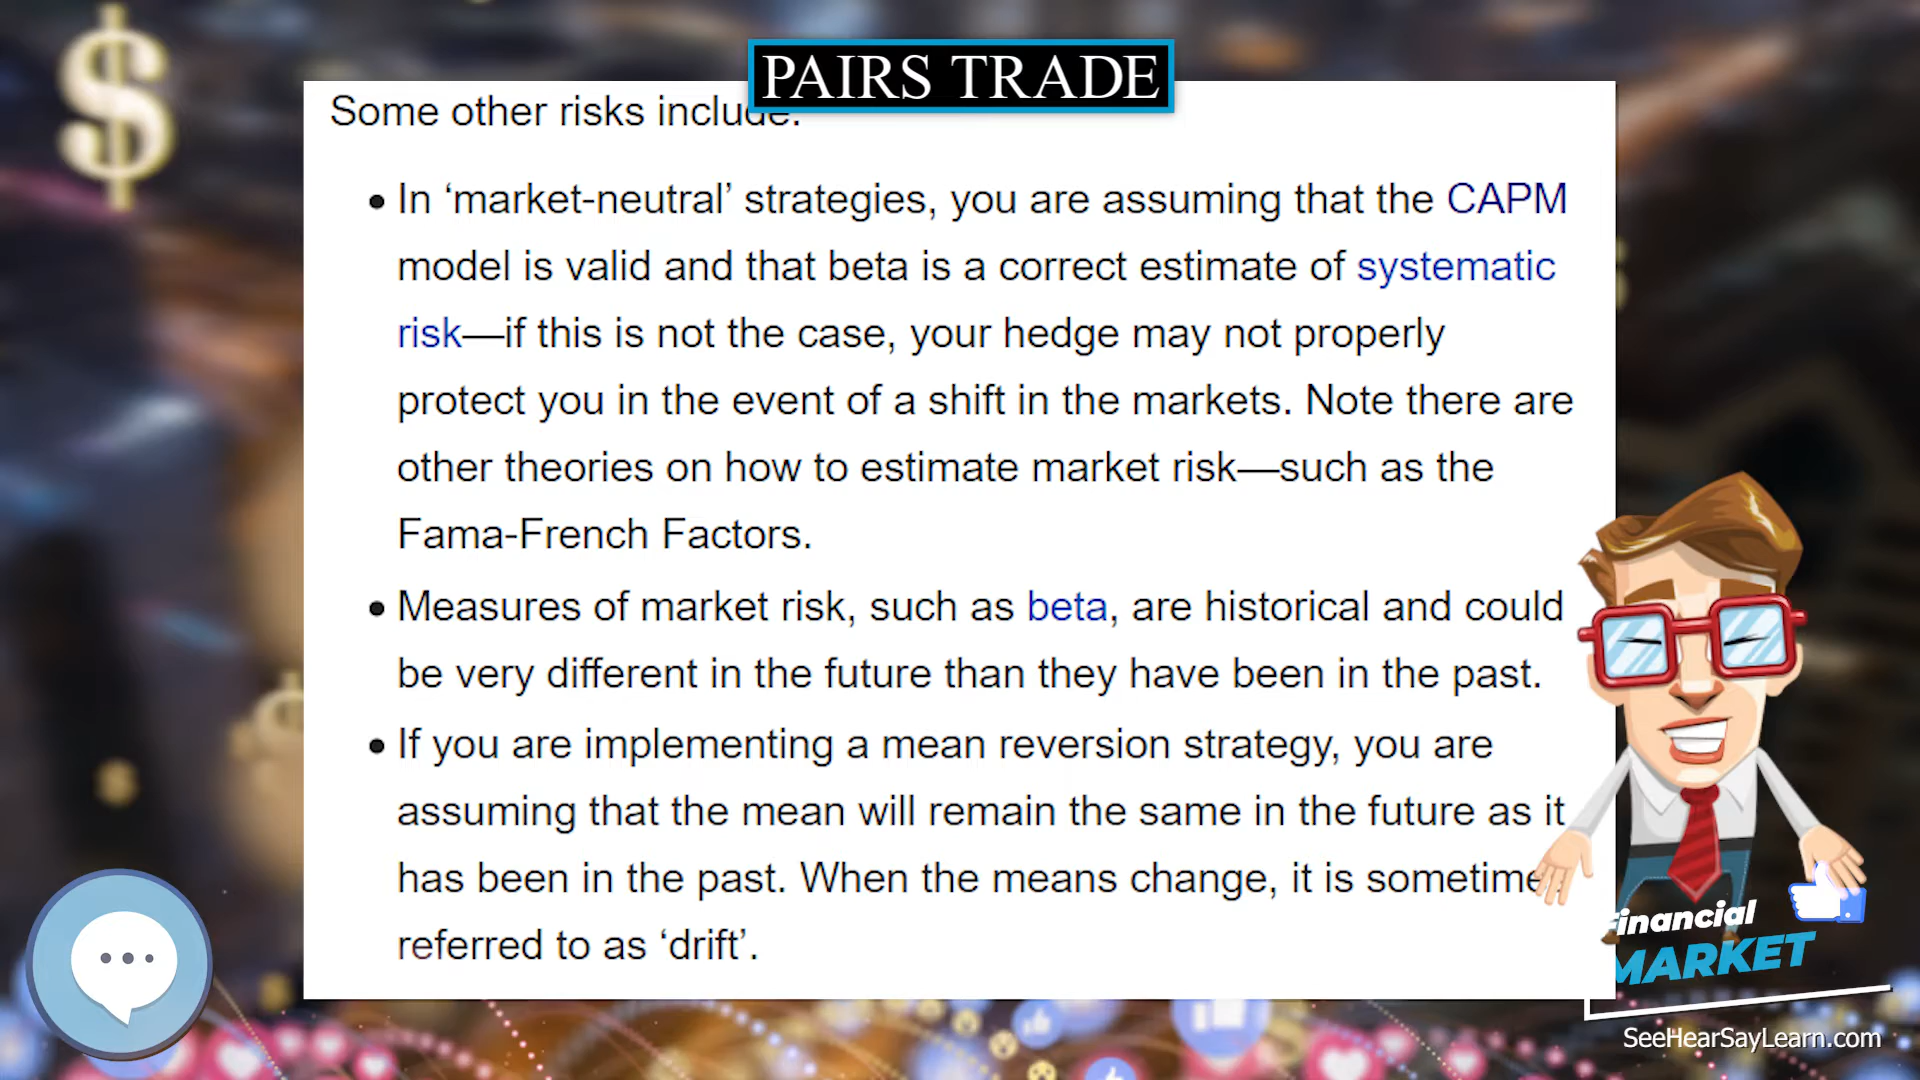 PAIRS TRADE
Some other risks include:
• In ‘market-neutral’ strategies, you are assuming that the CAPM
model is valid and that beta is a correct estimate of systematic
risk—if this is not the case, your hedge may not properly
protect you in the event of a shift in the markets. Note there are
other theories on how to estimate market risk—such as the
Fama-French Factors.
• Measures of market risk, such as beta, are historical and could
be very different in the future than they have been in the past.
• If you are implementing a mean reversion strategy, you are
assuming that the mean will remain the same in the future as it
has been in the past. When the means change, it is sometimes
referred to as ‘drift’.
Financial
MARKET
SeeHearSayLearn.com